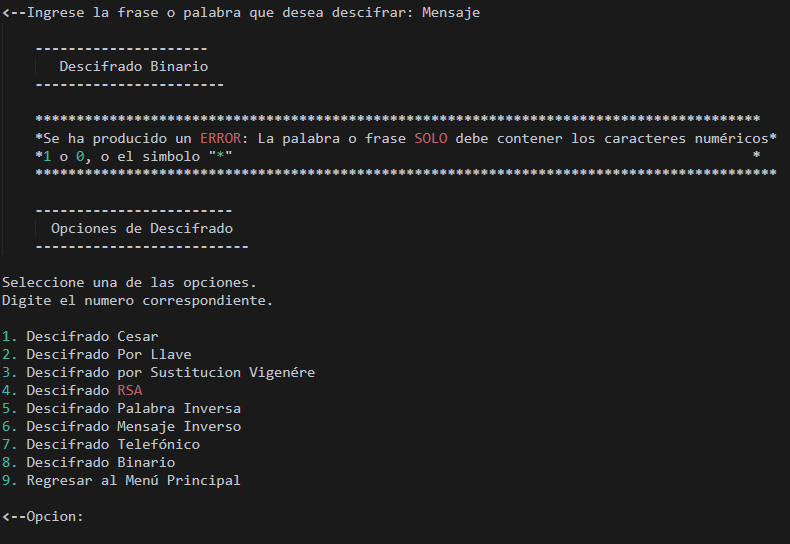 <--Ingrese la frase o palabra que desea descifrar: Mensaje
---------------------
Descifrado Binario
-----------------------
****************************************************************************************
*Se ha producido un ERROR: La palabra o frase SOLO debe contener los caracteres numéricos*
*1 o 0, o el simbolo "*" *
******************************************************************************************
------------------------
Opciones de Descifrado
--------------------------
Seleccione una de las opciones.
Digite el numero correspondiente.
1. Descifrado Cesar
2. Descifrado Por Llave
3. Descifrado por Sustitucion Vigenére
4. Descifrado RSA
5. Descifrado Palabra Inversa
6. Descifrado Mensaje Inverso
7. Descifrado Telefónico
8. Descifrado Binario
9. Regresar al Menú Principal
<--Opcion: